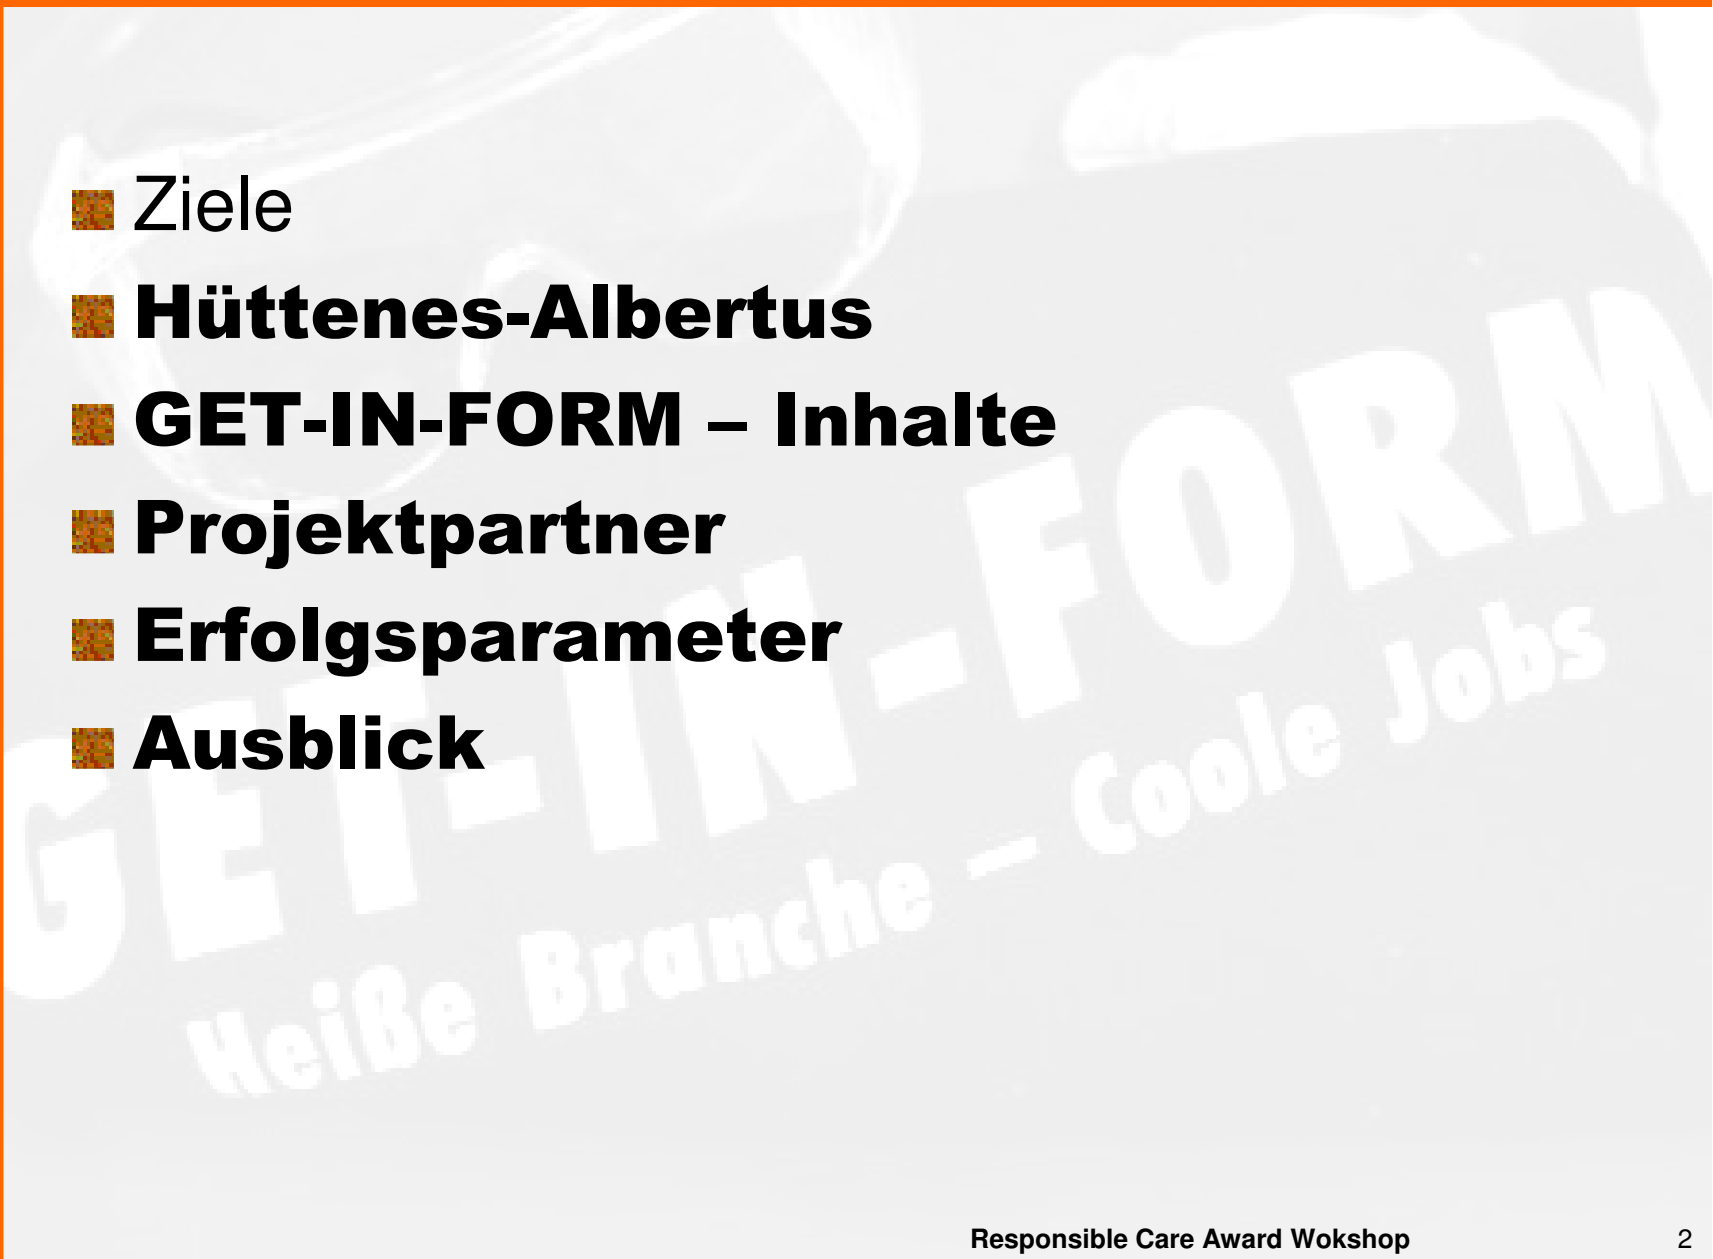 Ziele
Hüttenes-Albertus
GET-IN-FORM – Inhalte
Projektpartner
Erfolgsparameter
Ausblick
GET-IN-FORM
Heiße Branche – Coole Jobs
Responsible Care Award Wokshop
2